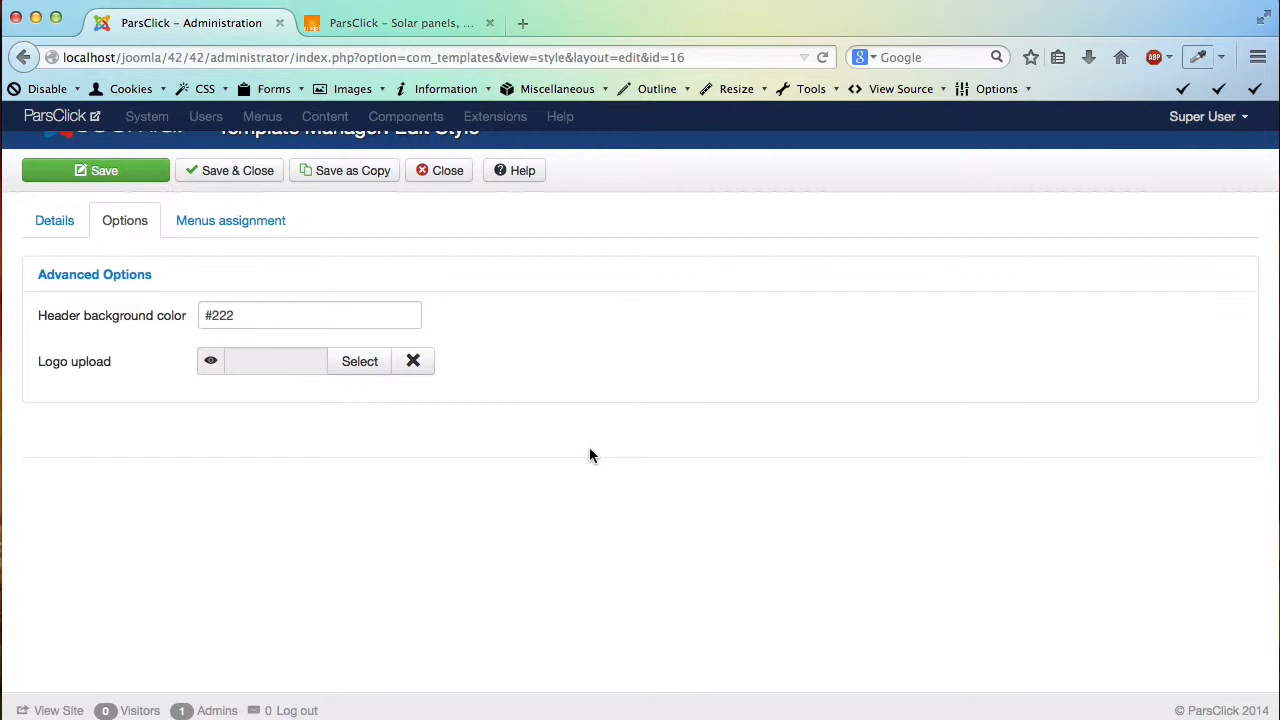 ParsClick – Administration
ParsClick - Solar panels, ...
localhost/joomla/42/42/administrator/index.php?option=com_templates&view=style&layout=edit&id=16
Google
Disable Cookies CSS Forms Images Information Miscellaneous Outline Resize Tools View Source Options
ParsClick System Users Menus Content Components Extensions Help Super User
Template Manager: Edit Style
Save Save & Close Save as Copy Close Help
Details Options Menus assignment
Advanced Options
Header background color #222
Logo upload Select
View Site 0 Visitors 1 Admins 0 Log out © ParsClick 2014